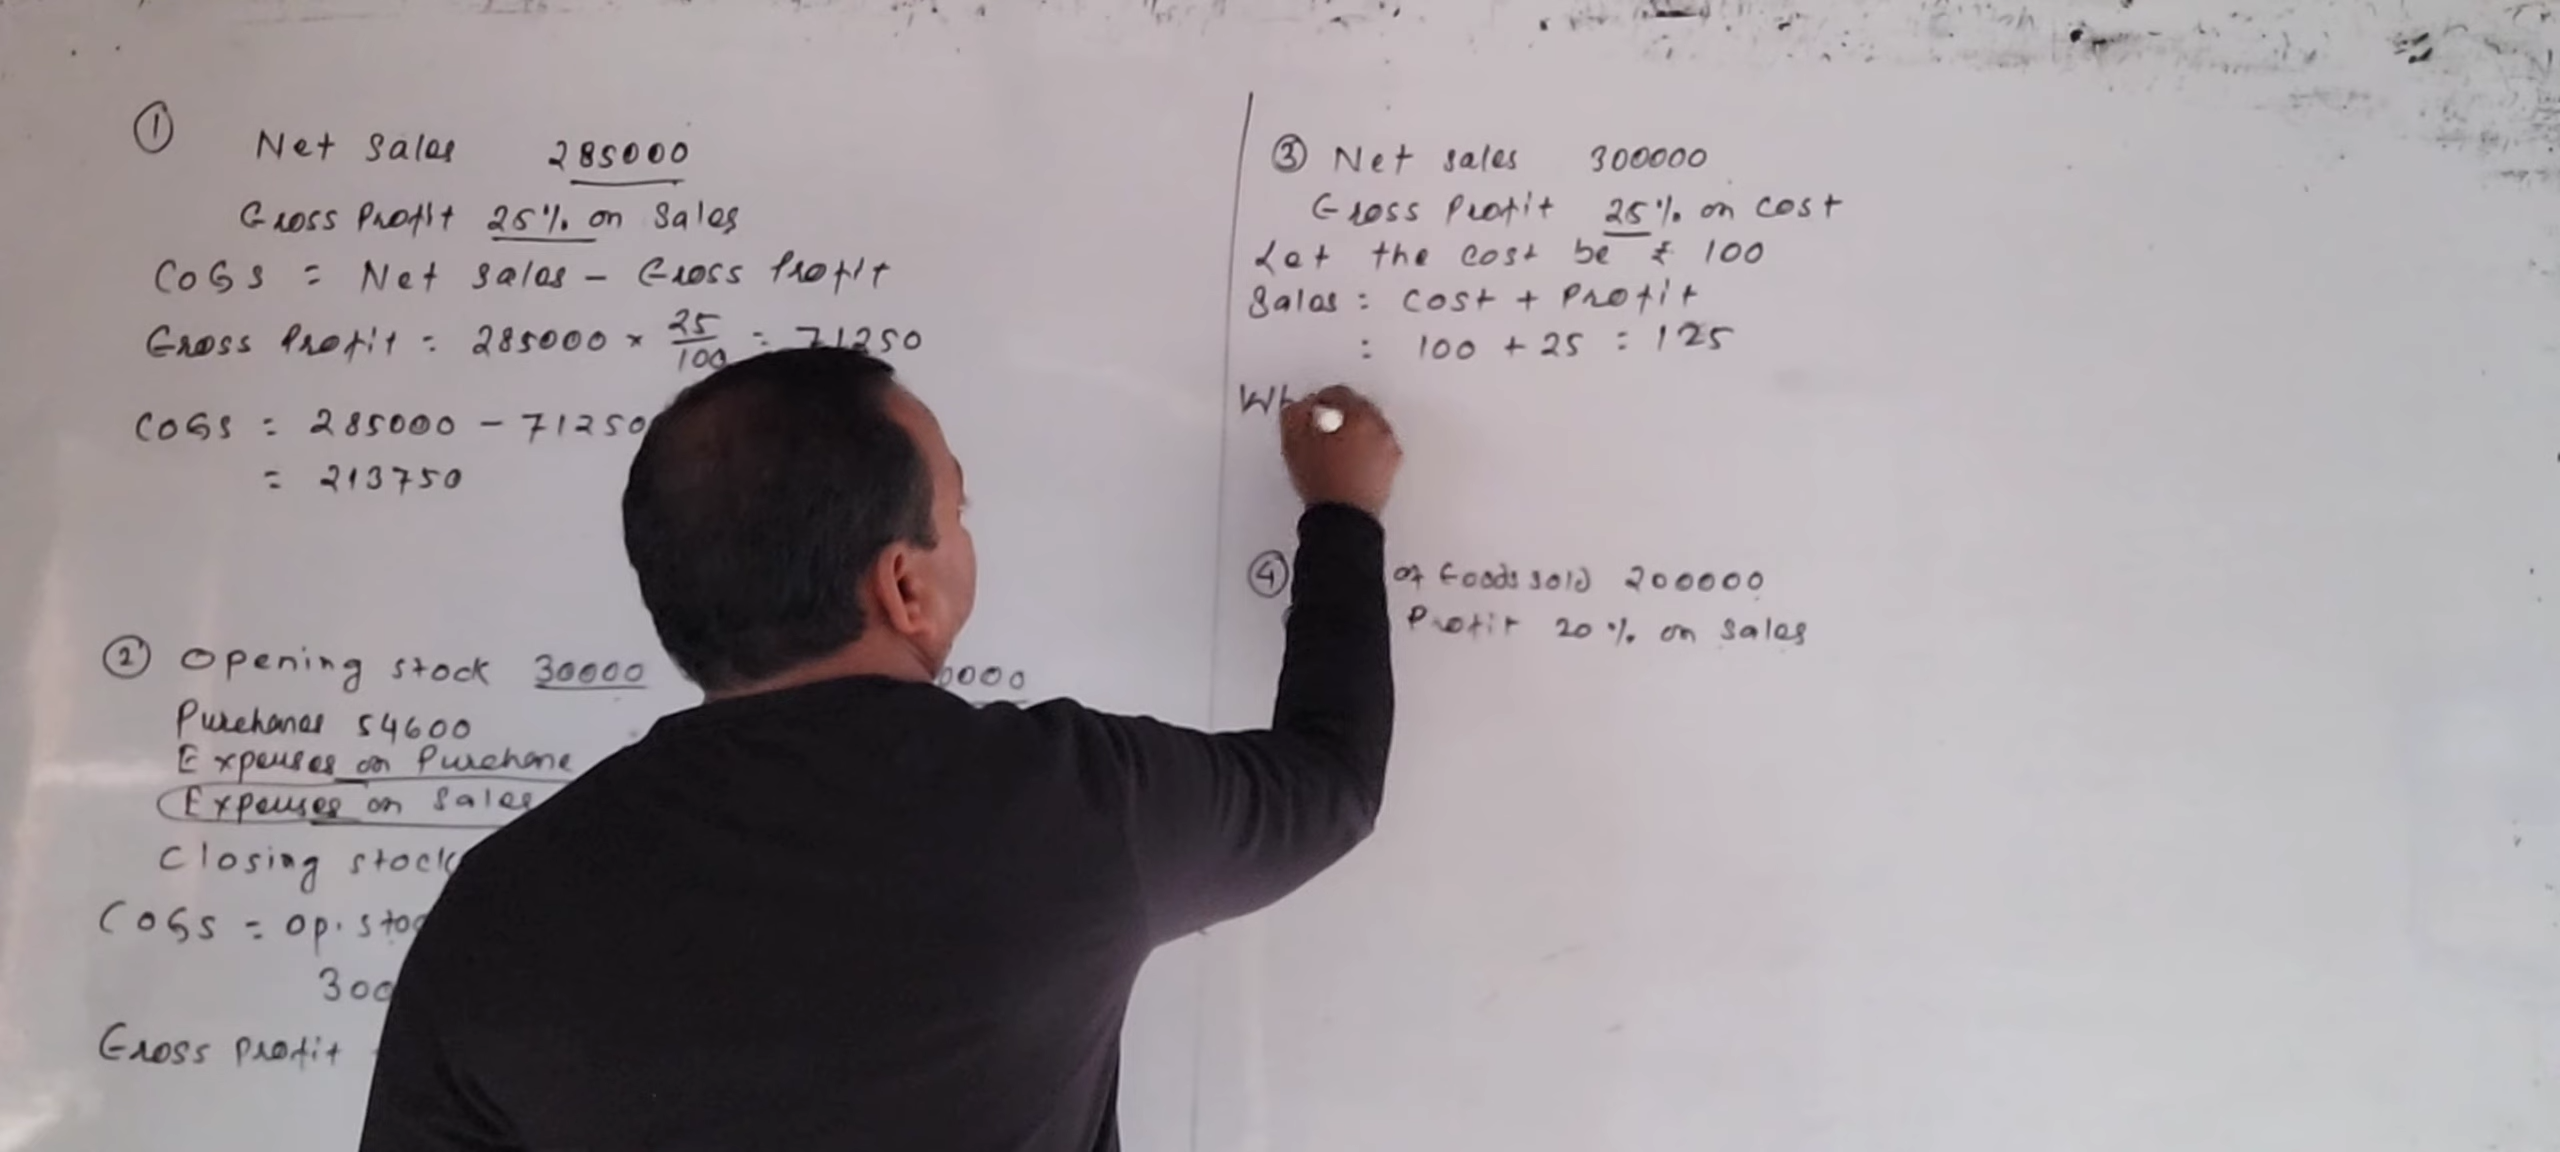 ① Net Sales 285000
Gross Profit 25% on Sales
COGS = Net Sales - Gross Profit
Gross Profit = 285000 × 25/100 = 71250
COGS = 285000 - 71250
= 213750
② Opening stock 30000 0000
Purchases 54600
Expenses on Purchase
Expenses on Sales
Closing stock
COGS = op. stoc
300
Gross Profit
③ Net sales 300000
Gross Profit 25% on cost
Let the cost be ₹ 100
Sales = cost + Profit
= 100 + 25 = 125
Wh
④ of Goods sold 200000
Profit 20% on sales